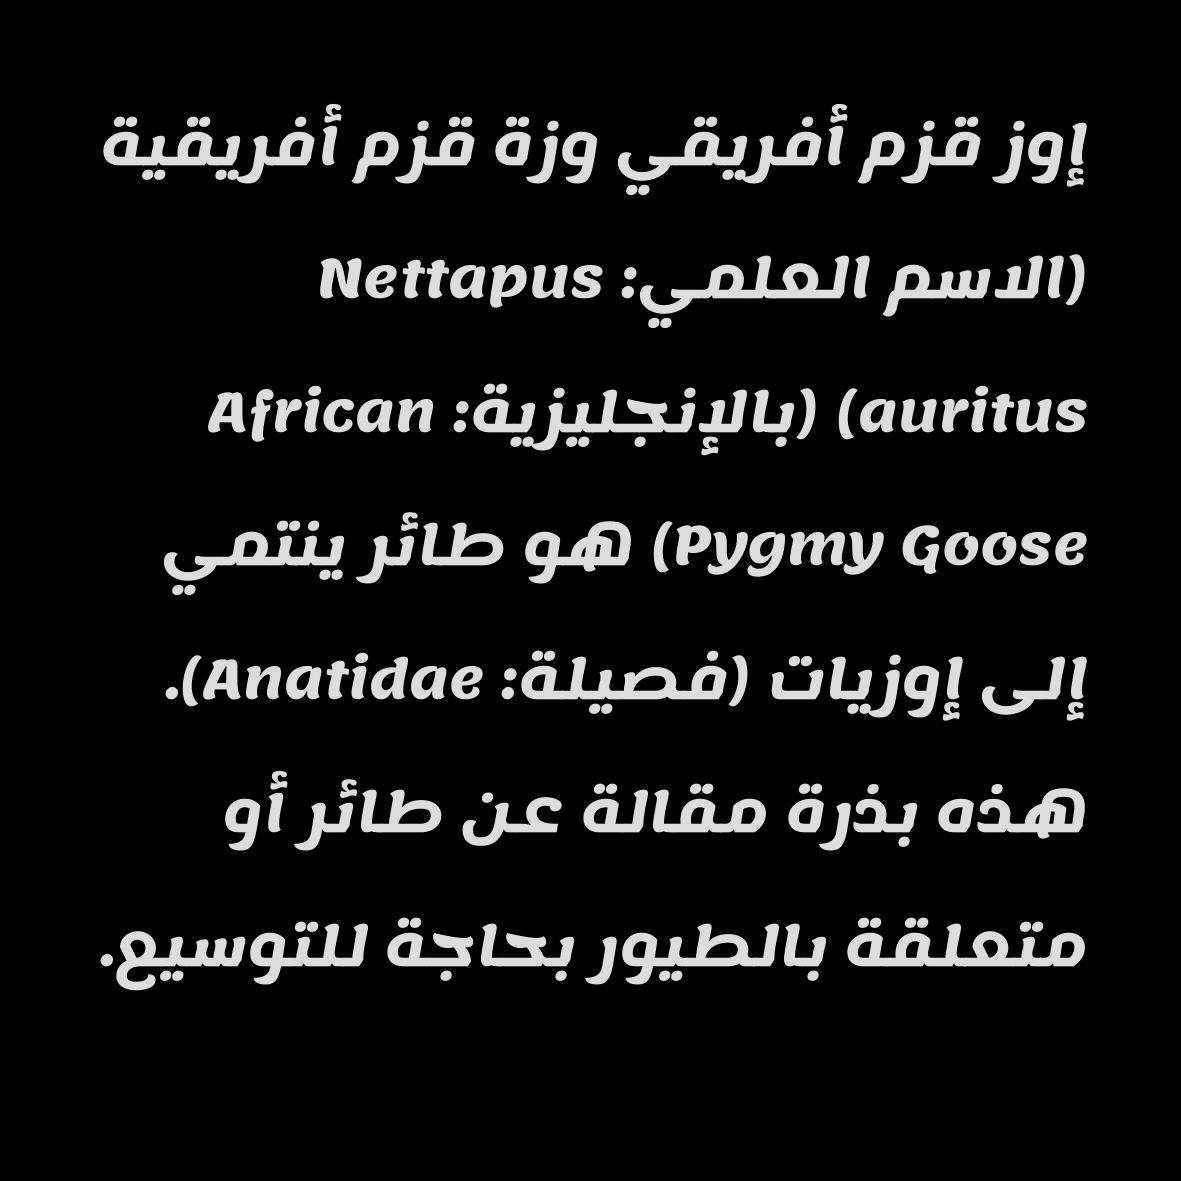 إوز قزم أفريقي وزة قزم أفريقية
(الاسم العلمي: Nettapus
auritus) (بالإنجليزية: African
Pygmy Goose) هو طائر ينتمي
إلى إوزيات (فصيلة: Anatidae).
هذه بذرة مقالة عن طائر أو
متعلقة بالطيور بحاجة للتوسيع.